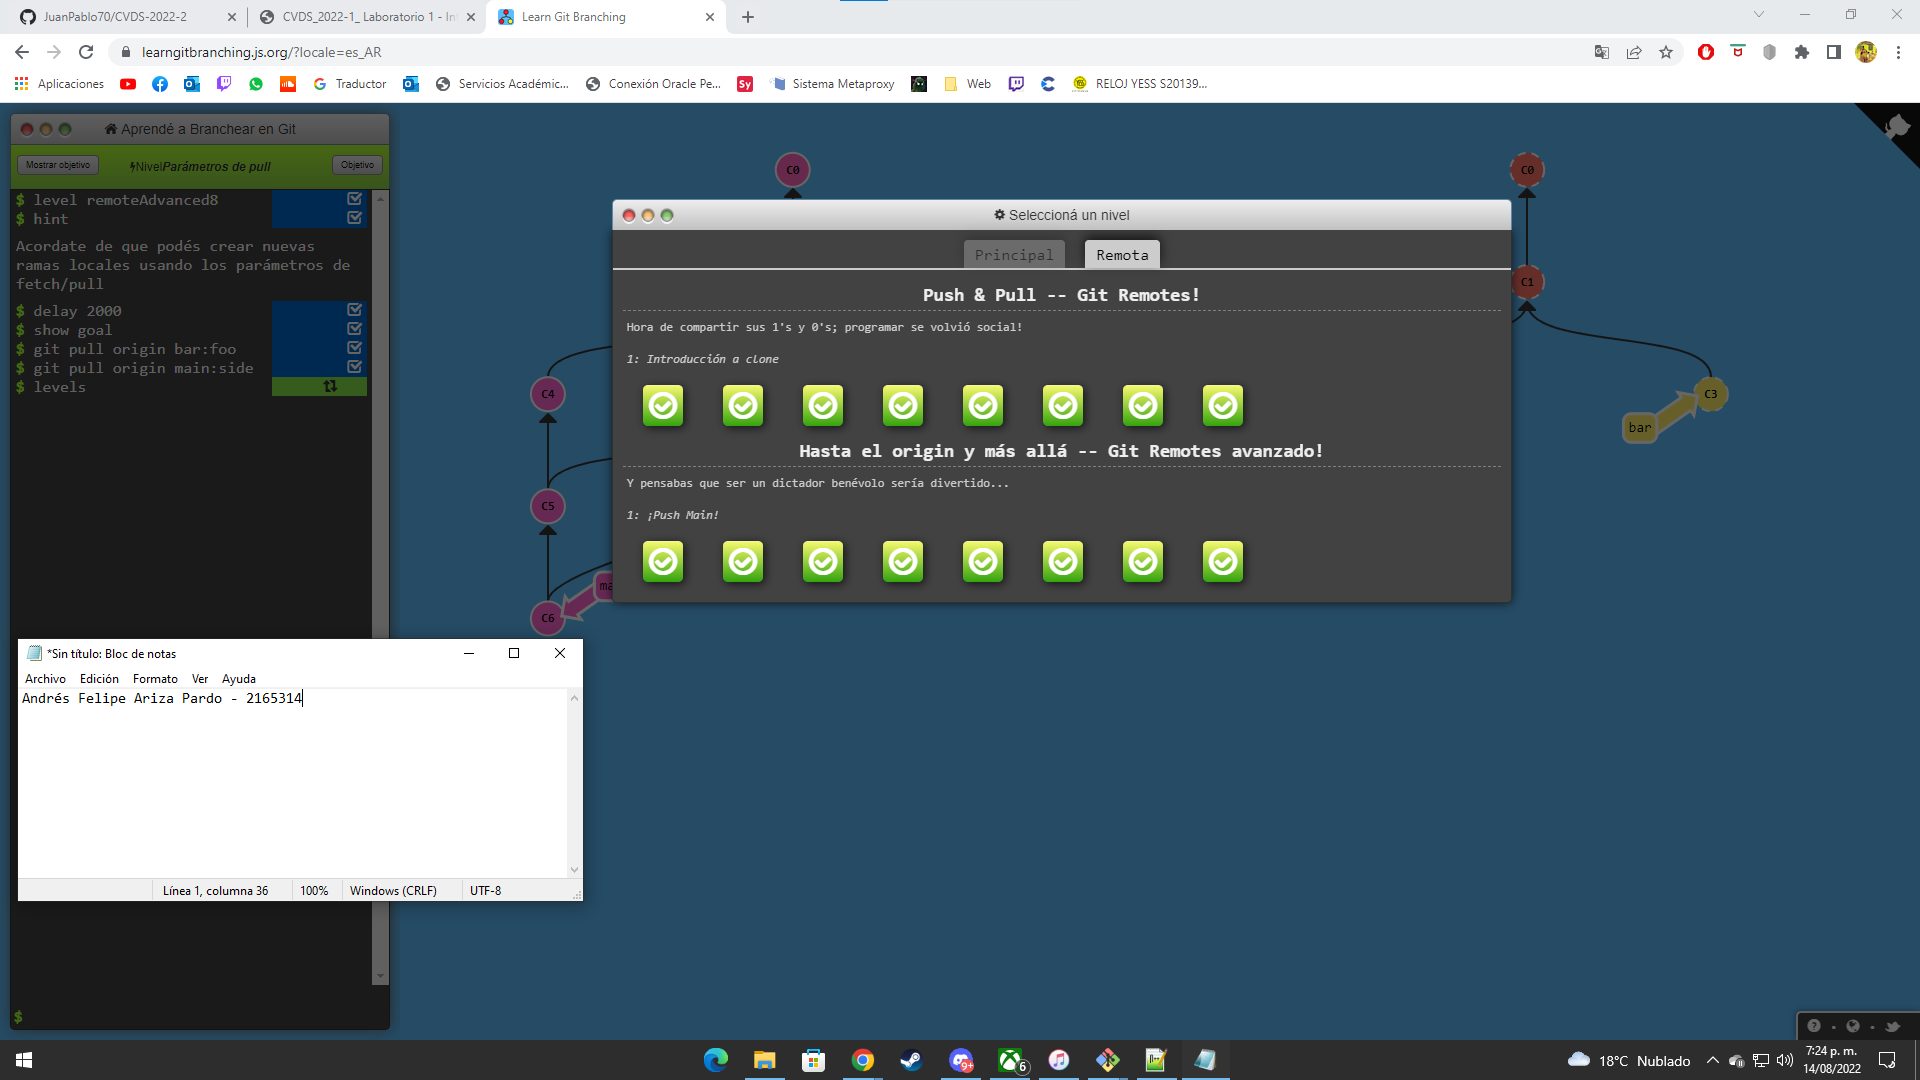 JuanPablo70/CVDS-2022-2
CVDS_2022-1_ Laboratorio 1 - Int
Learn Git Branching
learngitbranching.js.org/?locale=es_AR
Aplicaciones
Traductor
Servicios Académic...
Conexión Oracle Pe...
Sy
Sistema Metaproxy
Web
RELOJ YESS S20139...
Aprendé a Branchear en Git
Mostrar objetivo
Nivel Parámetros de pull
Objetivo
$ level remoteAdvanced8
$ hint
Acordate de que podés crear nuevas
ramas locales usando los parámetros de
fetch/pull
$ delay 2000
$ show goal
$ git pull origin bar:foo
$ git pull origin main:side
$ levels
$
C0
C4
C5
C6
ma
Seleccioná un nivel
Principal
Remota
Push & Pull -- Git Remotes!
Hora de compartir sus 1's y 0's; programar se volvió social!
1: Introducción a clone
Hasta el origin y más allá -- Git Remotes avanzado!
Y pensabas que ser un dictador benévolo sería divertido...
1: ¡Push Main!
C0
C1
C3
bar
*Sin título: Bloc de notas
Archivo Edición Formato Ver Ayuda
Andrés Felipe Ariza Pardo - 2165314
Línea 1, columna 36
100%
Windows (CRLF)
UTF-8
9+
6
18°C Nublado
7:24 p. m.
14/08/2022